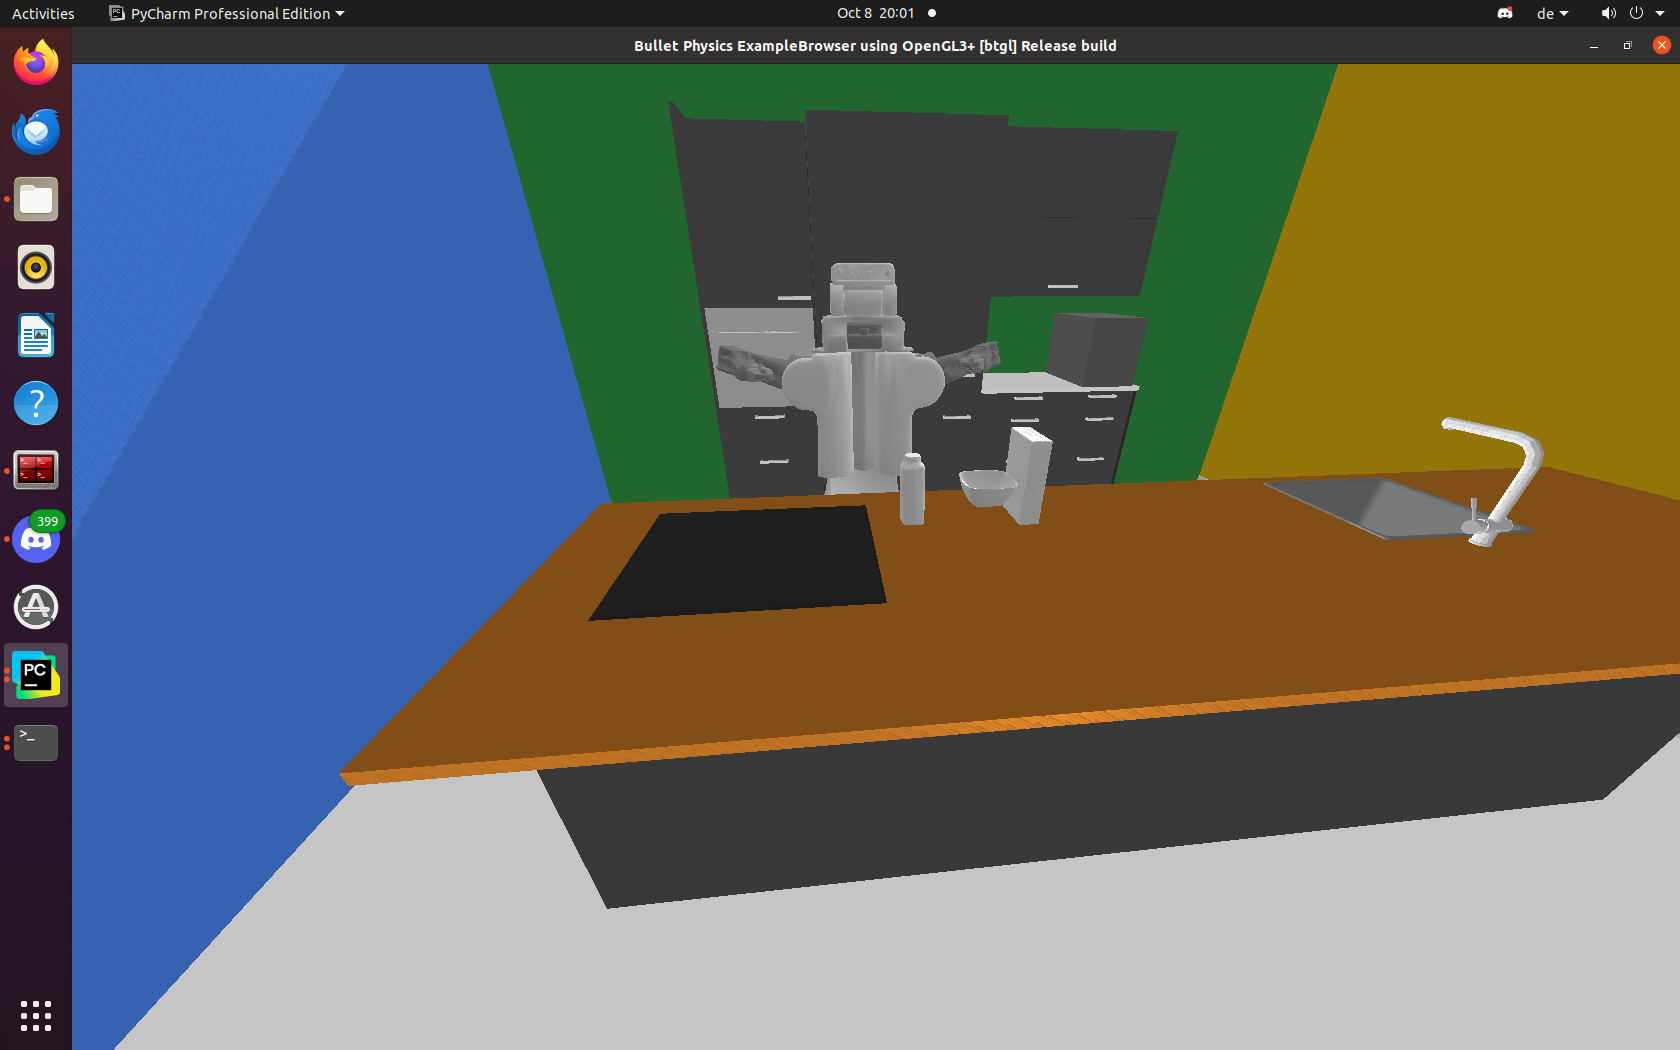 Activities
PyCharm Professional Edition
Oct 8 20:01
de
Bullet Physics ExampleBrowser using OpenGL3+ [btgl] Release build
?
399
A
PC
>_